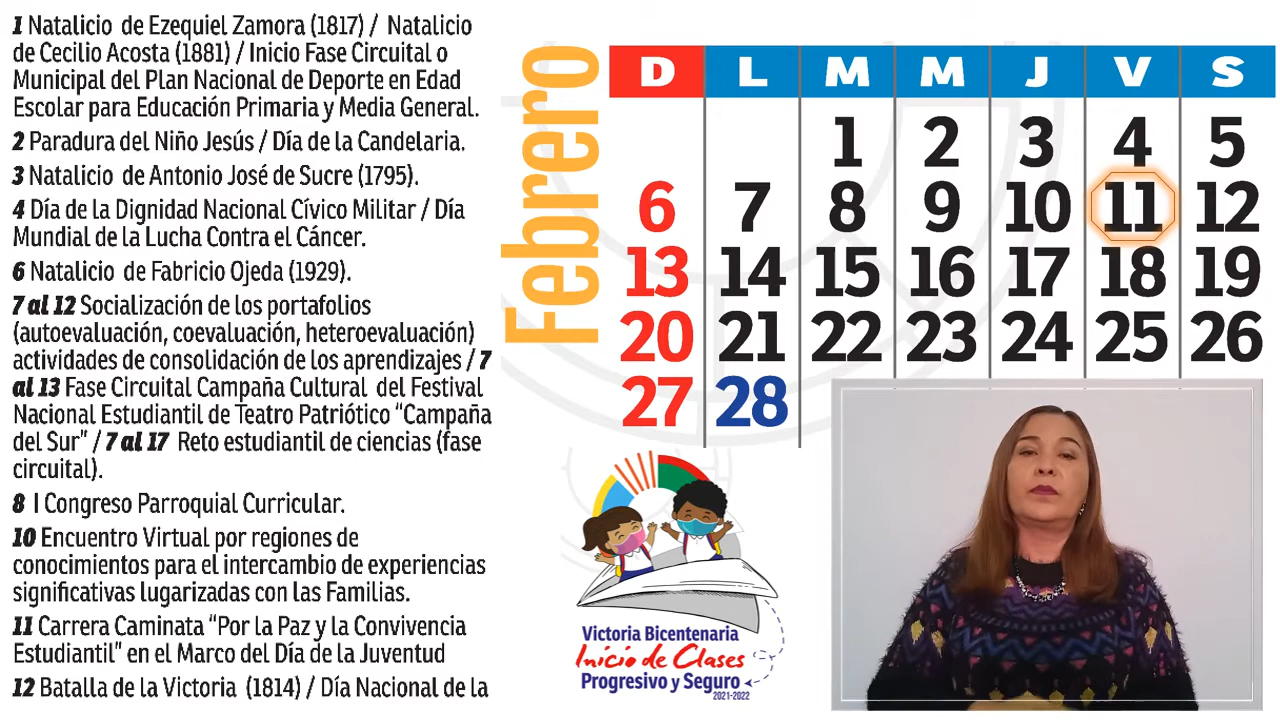 1 Natalicio de Ezequiel Zamora (1817) / Natalicio
de Cecilio Acosta (1881) / Inicio Fase Circuital o
Municipal del Plan Nacional de Deporte en Edad
Escolar para Educación Primaria y Media General.
2 Paradura del Niño Jesús / Día de la Candelaria.
3 Natalicio de Antonio José de Sucre (1795).
4 Día de la Dignidad Nacional Cívico Militar / Día
Mundial de la Lucha Contra el Cáncer.
6 Natalicio de Fabricio Ojeda (1929).
7 al 12 Socialización de los portafolios
(autoevaluación, coevaluación, heteroevaluación)
actividades de consolidación de los aprendizajes / 7
al 13 Fase Circuital Campaña Cultural del Festival
Nacional Estudiantil de Teatro Patriótico “Campaña
del Sur” / 7 al 17 Reto estudiantil de ciencias (fase
circuital).
8 I Congreso Parroquial Curricular.
10 Encuentro Virtual por regiones de
conocimientos para el intercambio de experiencias
significativas lugarizadas con las Familias.
11 Carrera Caminata “Por la Paz y la Convivencia
Estudiantil” en el Marco del Día de la Juventud
12 Batalla de la Victoria (1814) / Día Nacional de la
Febrero
D L M M J V S
1 2 3 4 5
6 7 8 9 10 11 12
13 14 15 16 17 18 19
20 21 22 23 24 25 26
27 28
Victoria Bicentenaria
Inicio de Clases
Progresivo y Seguro
2021-2022